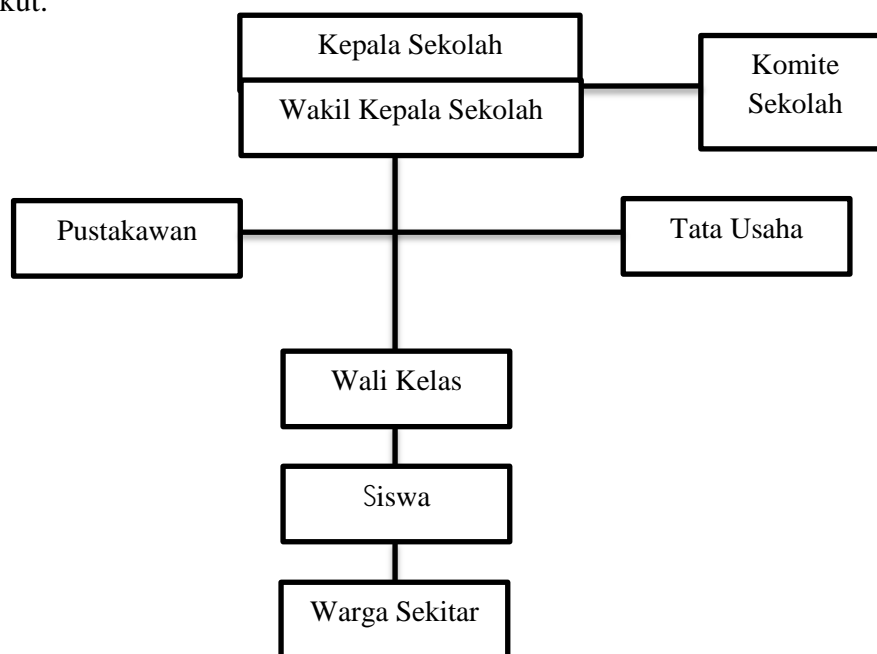 kut:
Kepala Sekolah
Wakil Kepala Sekolah
Komite
Sekolah
Pustakawan
Tata Usaha
Wali Kelas
Siswa
Warga Sekitar